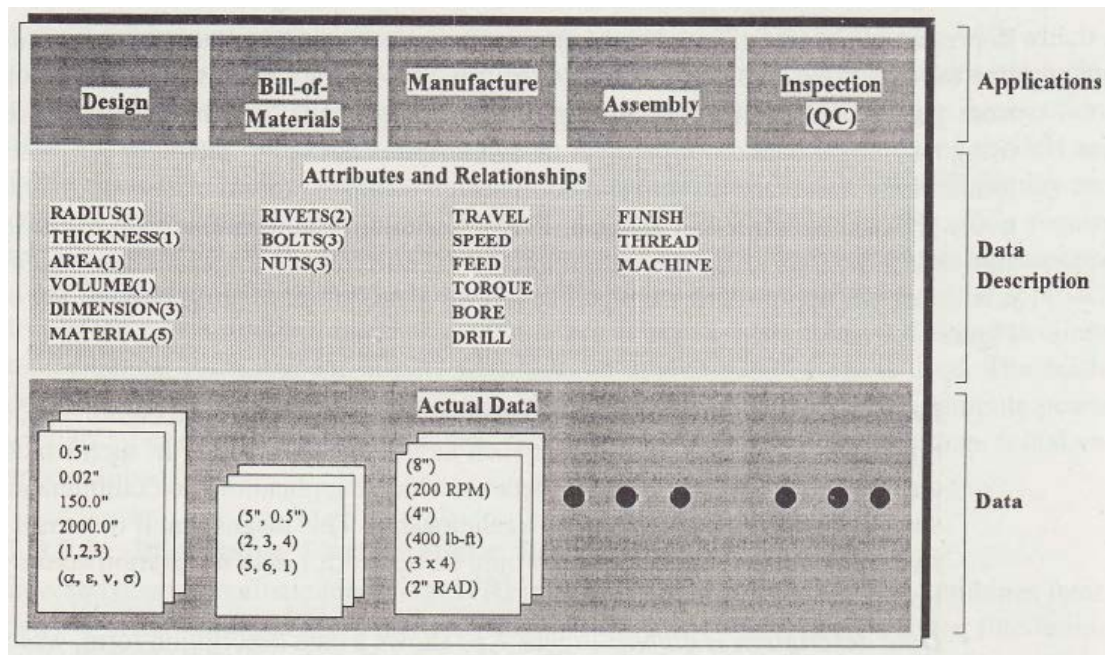 Design
Bill-of-
Materials
Manufacture
Assembly
Inspection
(QC)
Applications
Attributes and Relationships
RADIUS(1)
THICKNESS(1)
AREA(1)
VOLUME(1)
DIMENSION(3)
MATERIAL(5)
RIVETS(2)
BOLTS(3)
NUTS(3)
TRAVEL
SPEED
FEED
TORQUE
BORE
DRILL
FINISH
THREAD
MACHINE
Data
Description
Actual Data
0.5"
0.02"
150.0"
2000.0"
(1,2,3)
(α, ε, ν, σ)
(5", 0.5")
(2, 3, 4)
(5, 6, 1)
(8")
(200 RPM)
(4")
(400 lb-ft)
(3 x 4)
(2" RAD)
Data